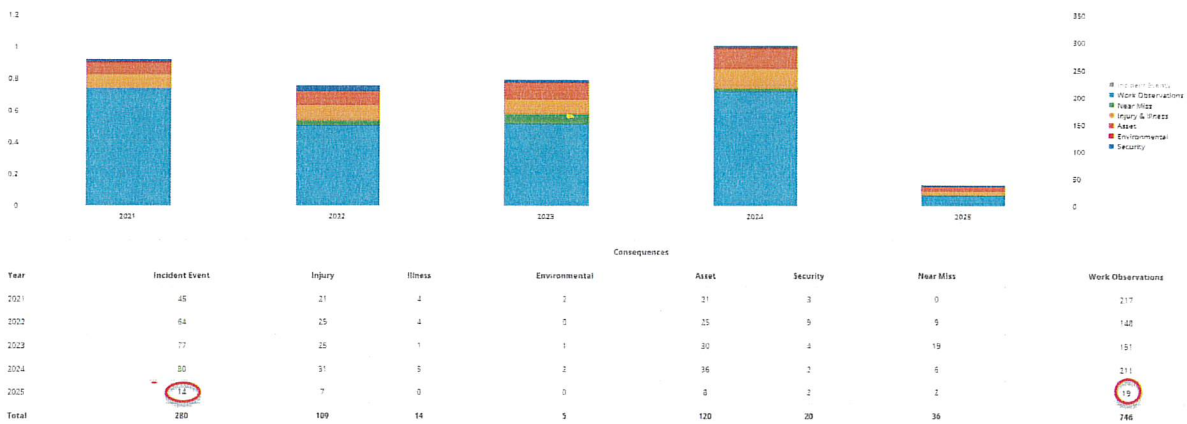 1.2
1
0.8
0.6
0.4
0.2
0
350
300
250
200
150
100
50
0
2021 2022 2023 2024 2025
Incident Events
Work Observations
Near Miss
Injury & Illness
Asset
Environmental
Security
Consequences
Year Incident Event Injury Illness Environmental Asset Security Near Miss Work Observations
2021 45 21 4 2 21 3 0 217
2022 64 25 4 0 25 9 9 148
2023 77 25 1 1 30 4 19 151
2024 80 31 5 2 36 2 6 211
2025 14 7 0 0 8 2 2 19
Total 280 109 14 5 120 20 36 746